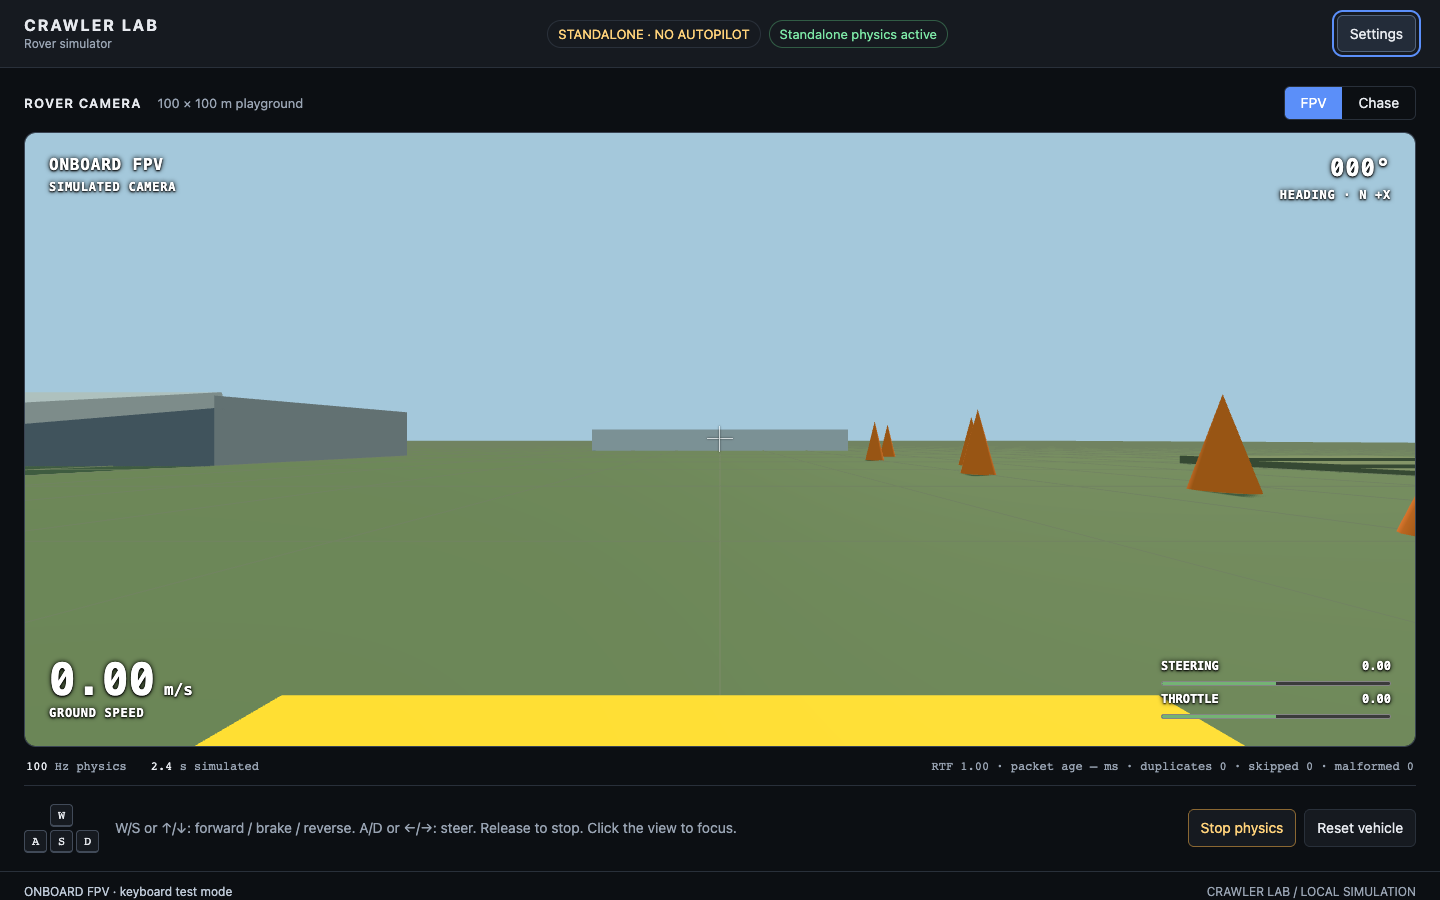 CRAWLER LAB
Rover simulator
STANDALONE · NO AUTOPILOT
Standalone physics active
Settings
ROVER CAMERA
100 × 100 m playground
FPV
Chase
ONBOARD FPV
SIMULATED CAMERA
000°
HEADING · N +X
0.00 m/s
GROUND SPEED
STEERING 0.00
THROTTLE 0.00
100 Hz physics 2.4 s simulated
RTF 1.00 · packet age — ms · duplicates 0 · skipped 0 · malformed 0
W
A S D
W/S or ↑/↓: forward / brake / reverse. A/D or ←/→: steer. Release to stop. Click the view to focus.
Stop physics
Reset vehicle
ONBOARD FPV · keyboard test mode
CRAWLER LAB / LOCAL SIMULATION